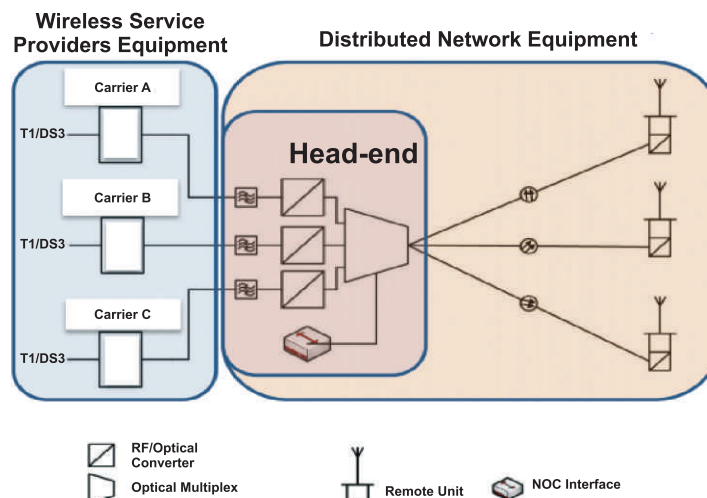 Wireless Service
Providers Equipment
Distributed Network Equipment
Carrier A
T1/DS3
Head-end
Carrier B
T1/DS3
Carrier C
T1/DS3
RF/Optical
Converter
Optical Multiplex
Remote Unit
NOC Interface